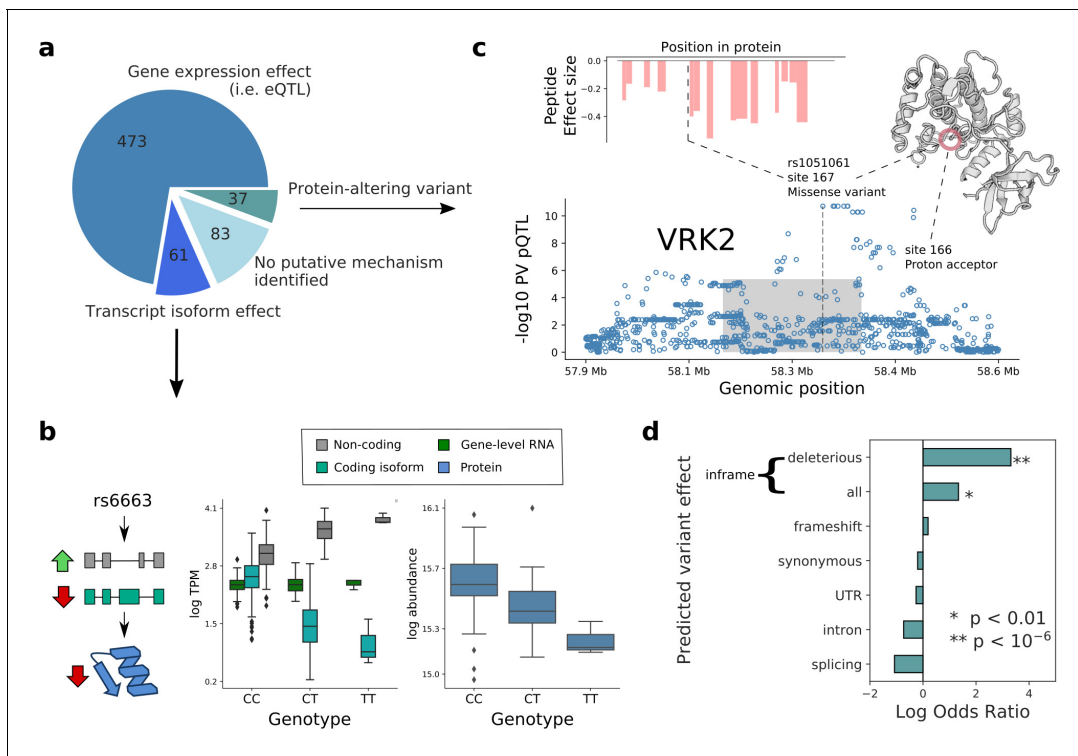 a
Gene expression effect
(i.e. eQTL)
473
37
83
61
Protein-altering variant
No putative mechanism
identified
Transcript isoform effect
c
Position in protein
Peptide
Effect size
0.0
−0.2
−0.4
rs1051061
site 167
Missense variant
site 166
Proton acceptor
VRK2
-log10 PV pQTL
10
8
6
4
2
0
57.9 Mb
58.1 Mb
58.3 Mb
58.4 Mb
58.6 Mb
Genomic position
b
Non-coding
Gene-level RNA
Coding isoform
Protein
rs6663
log TPM
4.1
2.8
1.5
0.2
CC
CT
TT
Genotype
log abundance
16.1
15.7
15.3
15.0
CC
CT
TT
Genotype
d
Predicted variant effect
inframe
deleterious
all
frameshift
synonymous
UTR
intron
splicing
**
*
* p < 0.01
** p < 10⁻⁶
−2
0
2
4
Log Odds Ratio